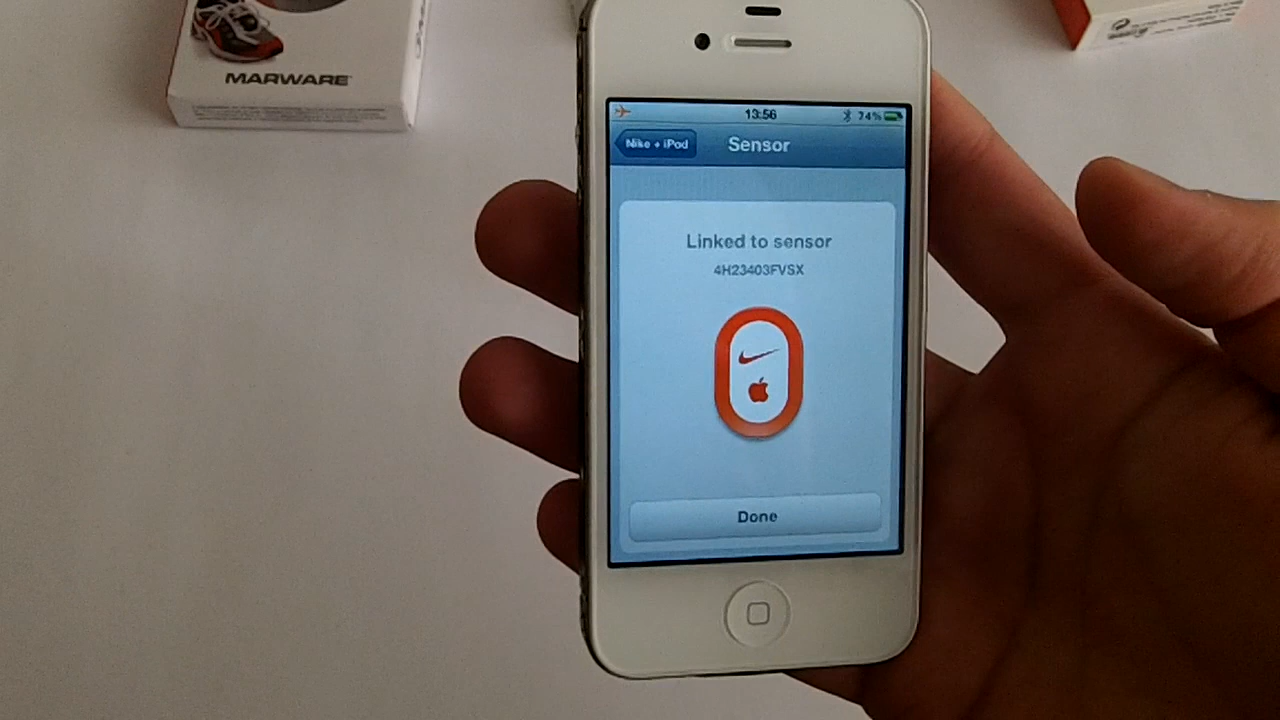 MARWARE
13:56
74%
Nike + iPod
Sensor
Linked to sensor
4H23403FVSX
Done